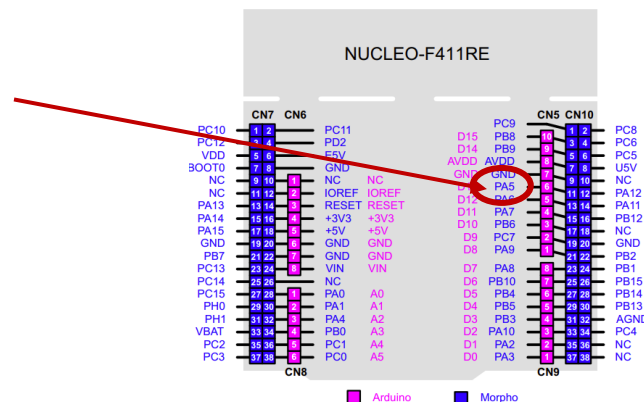 NUCLEO-F411RE
CN7 CN6 CN5 CN10
PC9
PC10 1 2 PC11 D15 PB8 10 1 2 PC8
PC12 3 4 PD2 D14 PB9 9 3 4 PC6
VDD 5 6 E5V AVDD AVDD 8 5 6 PC5
BOOT0 7 8 GND GND GND 7 7 8 U5V
NC 9 10 1 NC NC PA5 6 9 10 NC
NC 11 12 2 IOREF IOREF D12 PA6 5 11 12 PA12
PA13 13 14 3 RESET RESET D11 PA7 4 13 14 PA11
PA14 15 16 4 +3V3 +3V3 D10 PB6 3 15 16 PB12
PA15 17 18 5 +5V +5V D9 PC7 2 17 18 NC
GND 19 20 6 GND GND D8 PA9 1 19 20 GND
PB7 21 22 7 GND GND 21 22 PB2
PC13 23 24 8 VIN VIN D7 PA8 8 23 24 PB1
PC14 25 26 NC D6 PB10 7 25 26 PB15
PC15 27 28 1 PA0 A0 D5 PB4 6 27 28 PB14
PH0 29 30 2 PA1 A1 D4 PB5 5 29 30 PB13
PH1 31 32 3 PA4 A2 D3 PB3 4 31 32 AGND
VBAT 33 34 4 PB0 A3 D2 PA10 3 33 34 PC4
PC2 35 36 5 PC1 A4 D1 PA2 2 35 36 NC
PC3 37 38 6 PC0 A5 D0 PA3 1 37 38 NC
CN8 CN9
Arduino Morpho